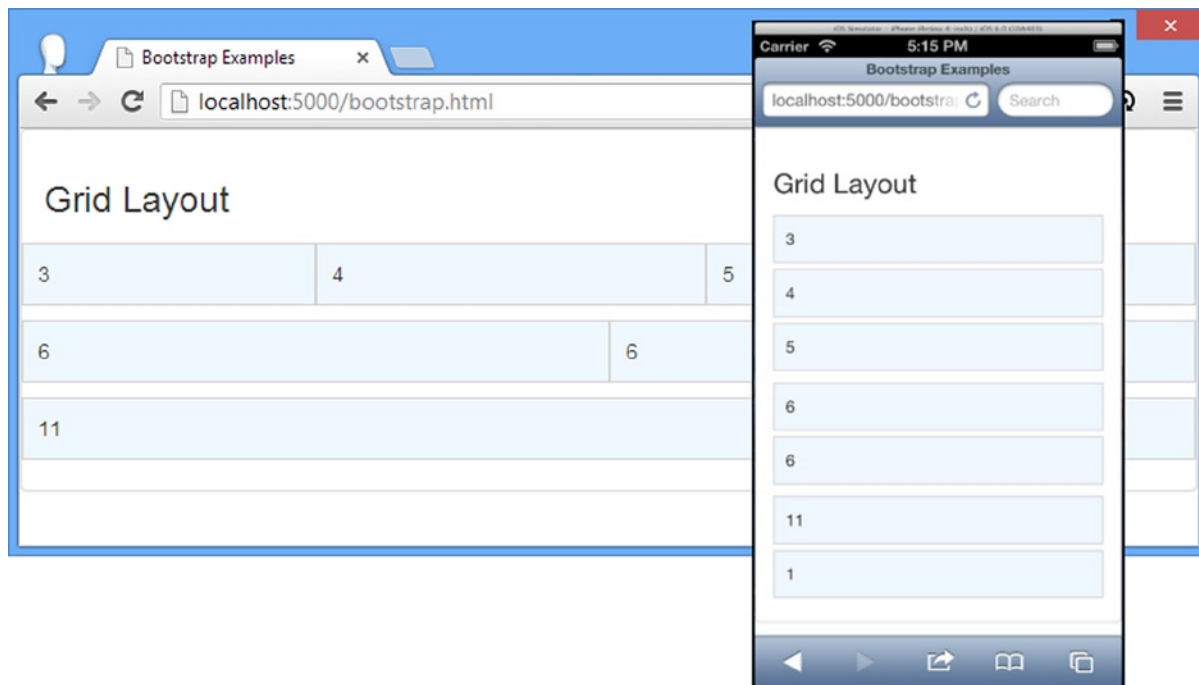 Bootstrap Examples
localhost:5000/bootstrap.html
Grid Layout
3 4 5
6 6
11
Carrier 5:15 PM
Bootstrap Examples
localhost:5000/bootstra Search
Grid Layout
3
4
5
6
6
11
1